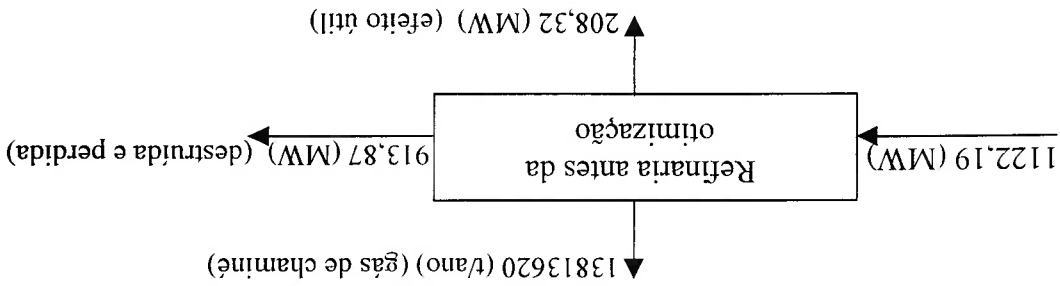 13813620 (t/ano) (gás de chaminé)
1122,19 (MW)
Refinaria antes da
otimização
913,87 (MW) (destruída e perdida)
208,32 (MW) (efeito útil)